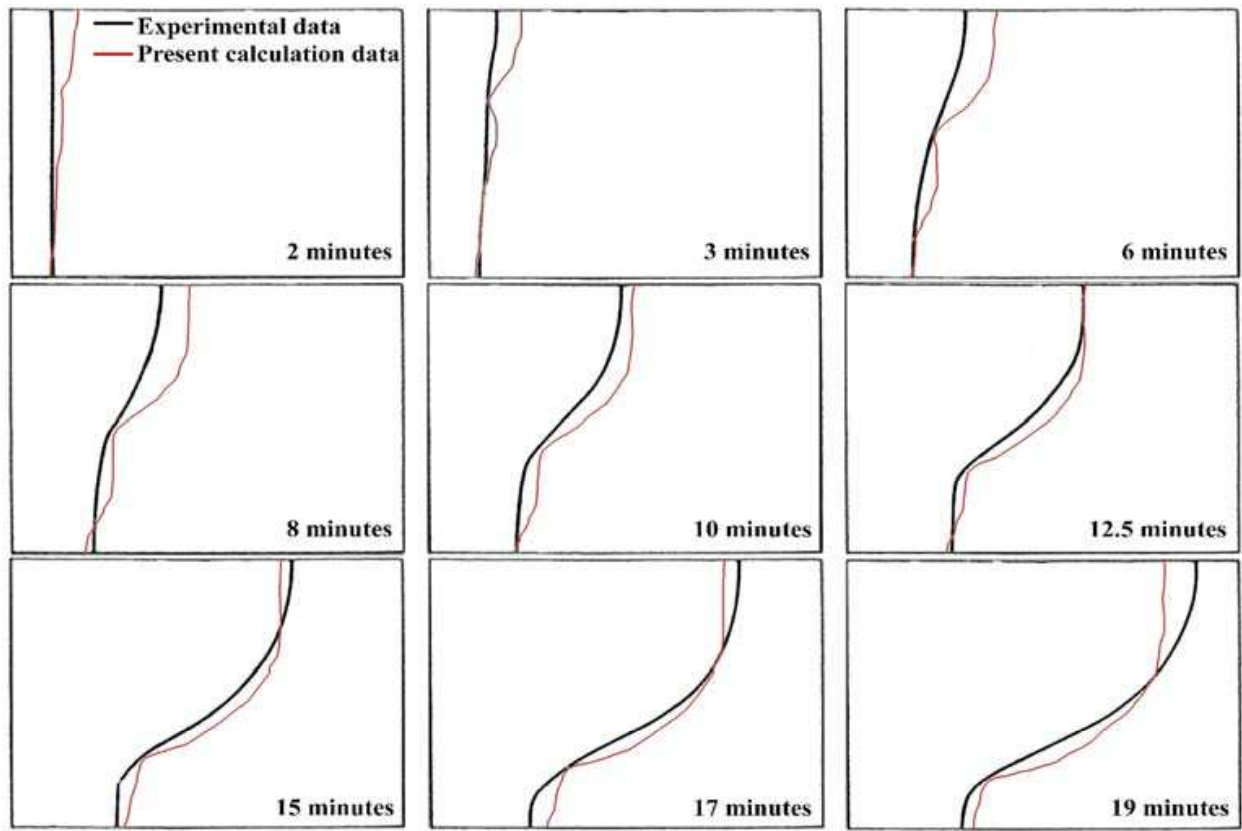 Experimental data
Present calculation data
2 minutes
3 minutes
6 minutes
8 minutes
10 minutes
12.5 minutes
15 minutes
17 minutes
19 minutes